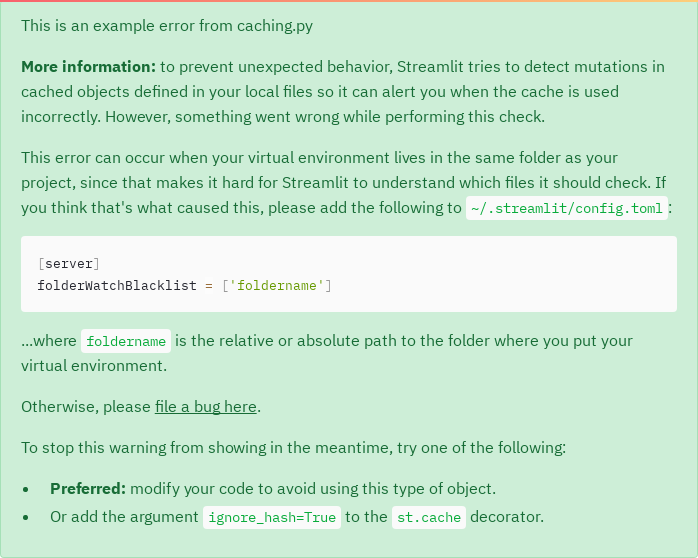 This is an example error from caching.py
More information: to prevent unexpected behavior, Streamlit tries to detect mutations in
cached objects defined in your local files so it can alert you when the cache is used
incorrectly. However, something went wrong while performing this check.
This error can occur when your virtual environment lives in the same folder as your
project, since that makes it hard for Streamlit to understand which files it should check. If
you think that's what caused this, please add the following to ~/.streamlit/config.toml:
[server]
folderWatchBlacklist = ['foldername']
...where foldername is the relative or absolute path to the folder where you put your
virtual environment.
Otherwise, please file a bug here.
To stop this warning from showing in the meantime, try one of the following:
• Preferred: modify your code to avoid using this type of object.
• Or add the argument ignore_hash=True to the st.cache decorator.